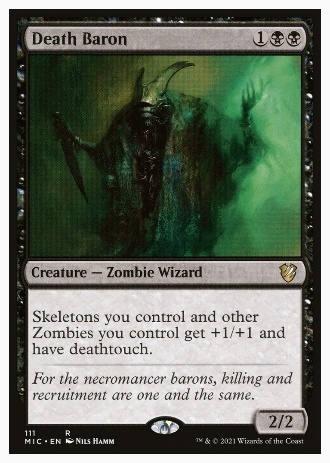 Death Baron 1
Creature — Zombie Wizard
Skeletons you control and other
Zombies you control get +1/+1 and
have deathtouch.
For the necromancer barons, killing and
recruitment are one and the same.
2/2
111 R
MIC • EN Nils Hamm ™ & © 2021 Wizards of the Coast